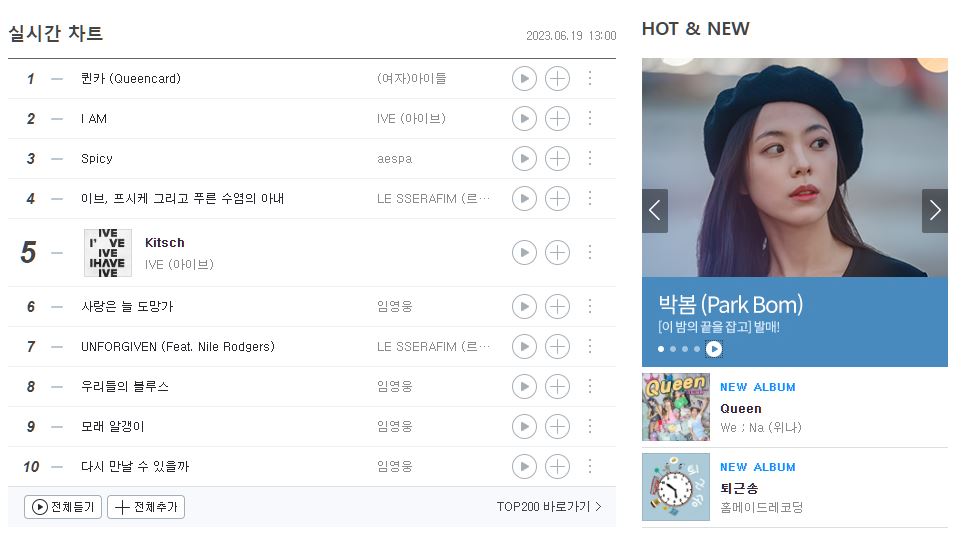 실시간 차트
2023.06.19 13:00
1 퀸카 (Queencard) (여자)아이들
2 I AM IVE (아이브)
3 Spicy aespa
4 이브, 프시케 그리고 푸른 수염의 아내 LE SSERAFIM (르…
5 Kitsch
IVE (아이브)
IVE
I' VE
IVE
IHAVE
IVE
6 사랑은 늘 도망가 임영웅
7 UNFORGIVEN (Feat. Nile Rodgers) LE SSERAFIM (르…
8 우리들의 블루스 임영웅
9 모래 알갱이 임영웅
10 다시 만날 수 있을까 임영웅
전체듣기 전체추가 TOP200 바로가기 >
HOT & NEW
박봄 (Park Bom)
[이 밤의 끝을 잡고] 발매!
Queen
NEW ALBUM
Queen
We ; Na (위나)
NEW ALBUM
퇴근송
홈메이드레코딩